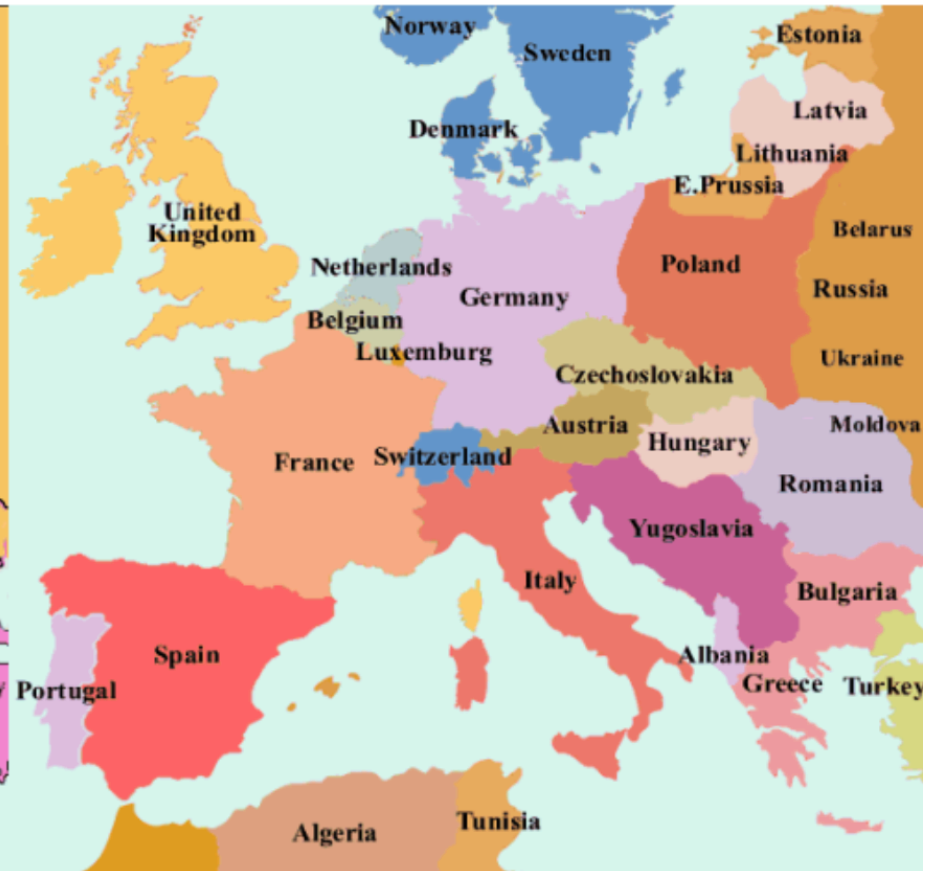 Norway
Sweden
Estonia
Latvia
Denmark
Lithuania
E.Prussia
United
Kingdom
Belarus
Netherlands
Poland
Germany
Russia
Belgium
Luxemburg
Ukraine
Czechoslovakia
Austria
Moldova
Hungary
France
Switzerland
Romania
Yugoslavia
Italy
Bulgaria
Spain
Albania
Greece
Turkey
Portugal
Algeria
Tunisia